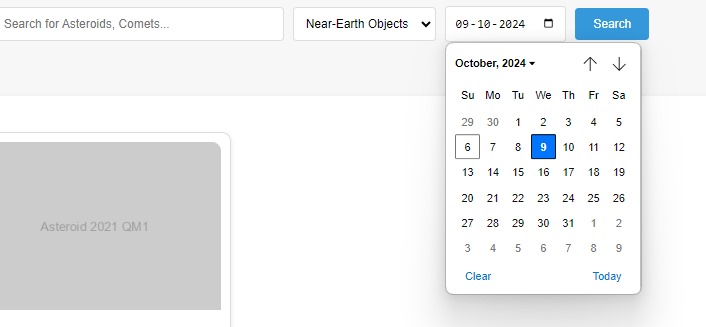 Search for Asteroids, Comets...
Near-Earth Objects
09-10-2024
Search
October, 2024
Su Mo Tu We Th Fr Sa
29 30 1 2 3 4 5
6 7 8 9 10 11 12
13 14 15 16 17 18 19
20 21 22 23 24 25 26
27 28 29 30 31 1 2
3 4 5 6 7 8 9
Clear Today
Asteroid 2021 QM1